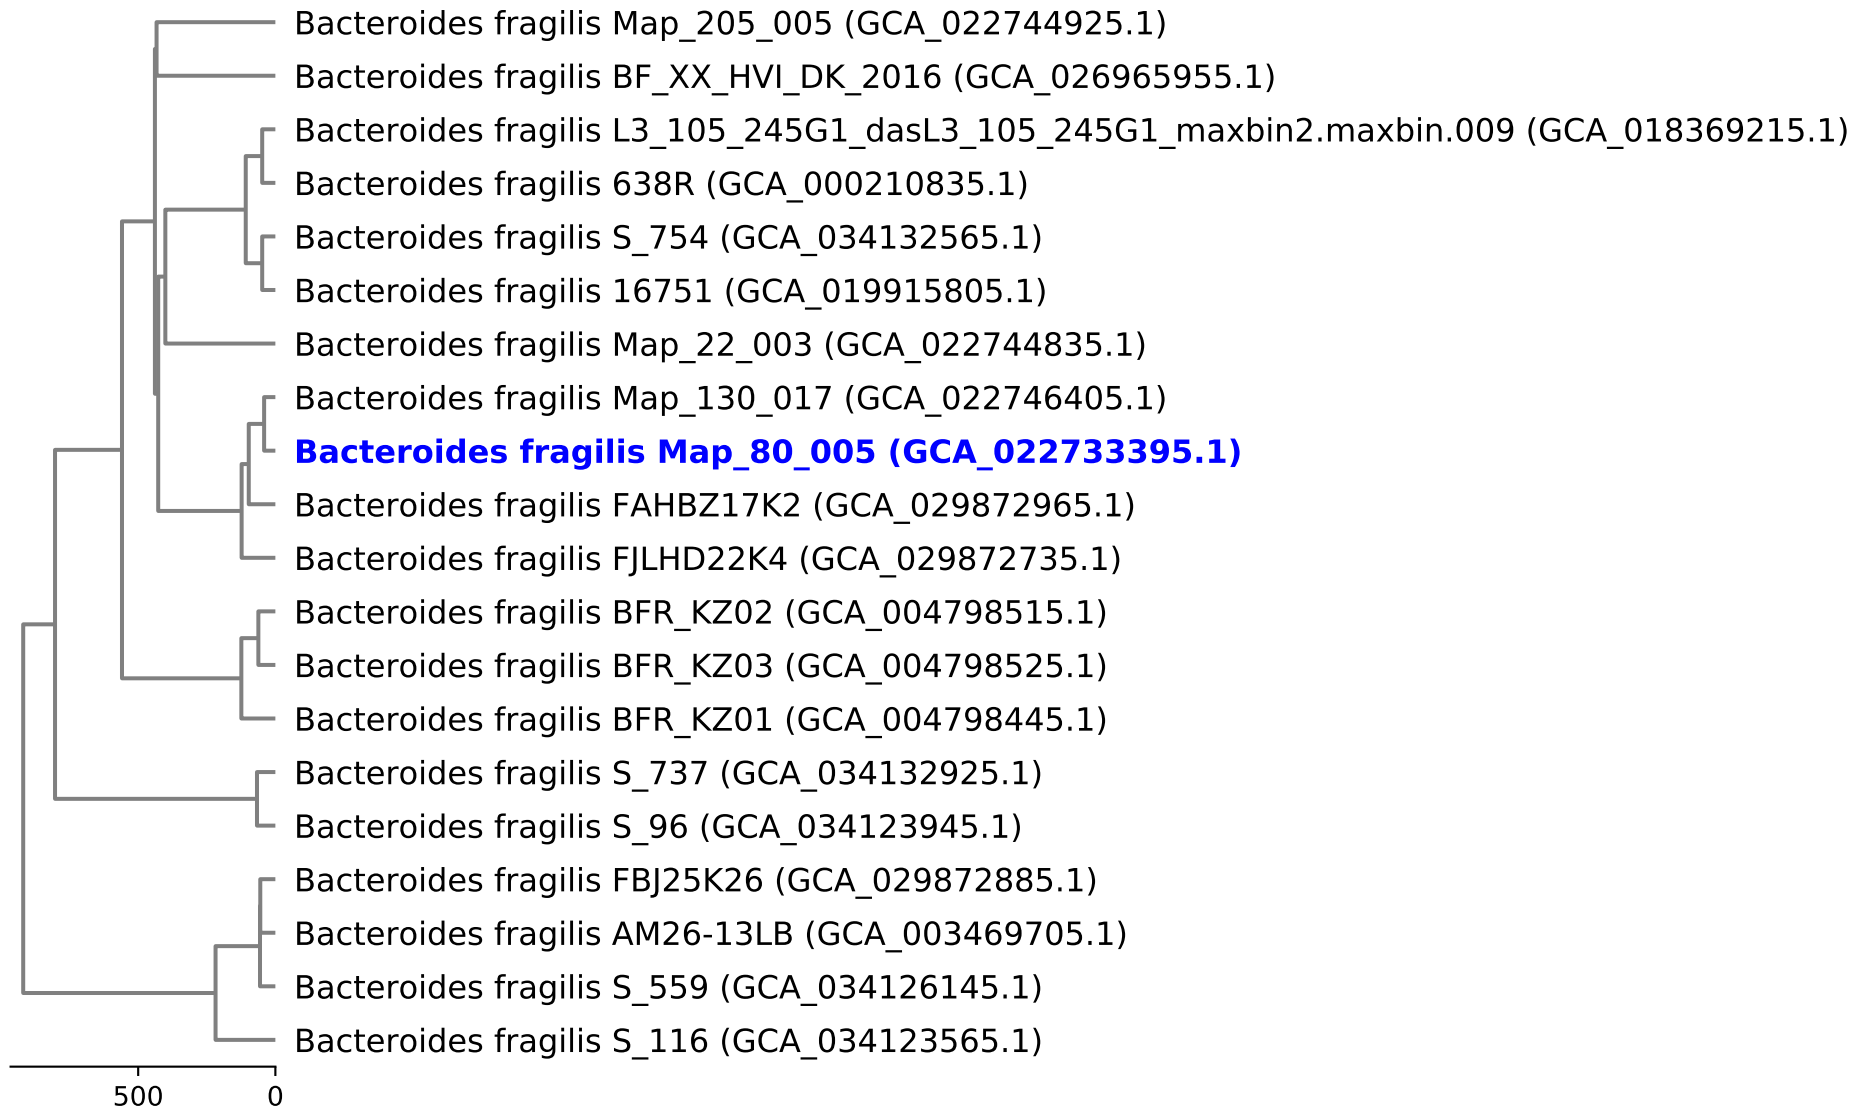 Bacteroides fragilis Map_205_005 (GCA_022744925.1)
Bacteroides fragilis BF_XX_HVI_DK_2016 (GCA_026965955.1)
Bacteroides fragilis L3_105_245G1_dasL3_105_245G1_maxbin2.maxbin.009 (GCA_018369215.1)
Bacteroides fragilis 638R (GCA_000210835.1)
Bacteroides fragilis S_754 (GCA_034132565.1)
Bacteroides fragilis 16751 (GCA_019915805.1)
Bacteroides fragilis Map_22_003 (GCA_022744835.1)
Bacteroides fragilis Map_130_017 (GCA_022746405.1)
Bacteroides fragilis Map_80_005 (GCA_022733395.1)
Bacteroides fragilis FAHBZ17K2 (GCA_029872965.1)
Bacteroides fragilis FJLHD22K4 (GCA_029872735.1)
Bacteroides fragilis BFR_KZ02 (GCA_004798515.1)
Bacteroides fragilis BFR_KZ03 (GCA_004798525.1)
Bacteroides fragilis BFR_KZ01 (GCA_004798445.1)
Bacteroides fragilis S_737 (GCA_034132925.1)
Bacteroides fragilis S_96 (GCA_034123945.1)
Bacteroides fragilis FBJ25K26 (GCA_029872885.1)
Bacteroides fragilis AM26-13LB (GCA_003469705.1)
Bacteroides fragilis S_559 (GCA_034126145.1)
Bacteroides fragilis S_116 (GCA_034123565.1)
500 0